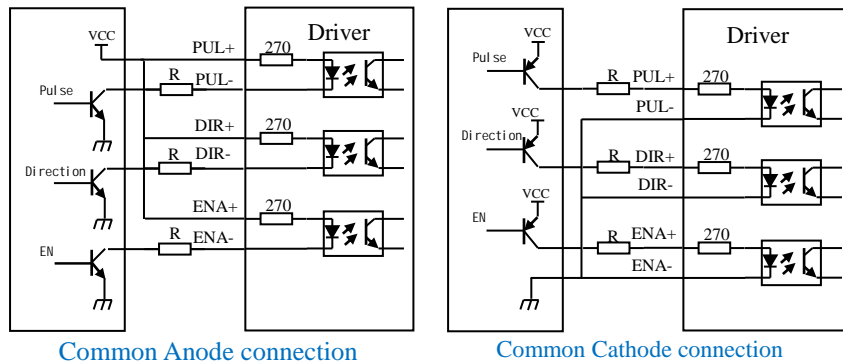 VCC
PUL+
270
Driver
Pulse
R
PUL-
DIR+
270
Direction
R
DIR-
ENA+
270
EN
R
ENA-
Common Anode connection
VCC
Driver
Pulse
R
PUL+
270
PUL-
VCC
Direction
R
DIR+
270
DIR-
VCC
EN
R
ENA+
270
ENA-
Common Cathode connection